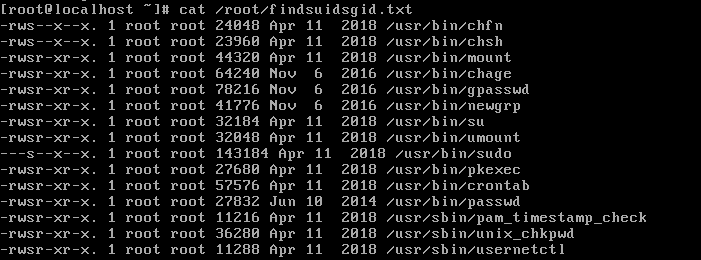 [root@localhost ~]# cat /root/findsuidsgid.txt
-rws--x--x. 1 root root 24048 Apr 11  2018 /usr/bin/chfn
-rws--x--x. 1 root root 23960 Apr 11  2018 /usr/bin/chsh
-rwsr-xr-x. 1 root root 44320 Apr 11  2018 /usr/bin/mount
-rwsr-xr-x. 1 root root 64240 Nov  6  2016 /usr/bin/chage
-rwsr-xr-x. 1 root root 78216 Nov  6  2016 /usr/bin/gpasswd
-rwsr-xr-x. 1 root root 41776 Nov  6  2016 /usr/bin/newgrp
-rwsr-xr-x. 1 root root 32184 Apr 11  2018 /usr/bin/su
-rwsr-xr-x. 1 root root 32048 Apr 11  2018 /usr/bin/umount
---s--x--x. 1 root root 143184 Apr 11  2018 /usr/bin/sudo
-rwsr-xr-x. 1 root root 27680 Apr 11  2018 /usr/bin/pkexec
-rwsr-xr-x. 1 root root 57576 Apr 11  2018 /usr/bin/crontab
-rwsr-xr-x. 1 root root 27832 Jun 10  2014 /usr/bin/passwd
-rwsr-xr-x. 1 root root 11216 Apr 11  2018 /usr/sbin/pam_timestamp_check
-rwsr-xr-x. 1 root root 36280 Apr 11  2018 /usr/sbin/unix_chkpwd
-rwsr-xr-x. 1 root root 11288 Apr 11  2018 /usr/sbin/usernetctl